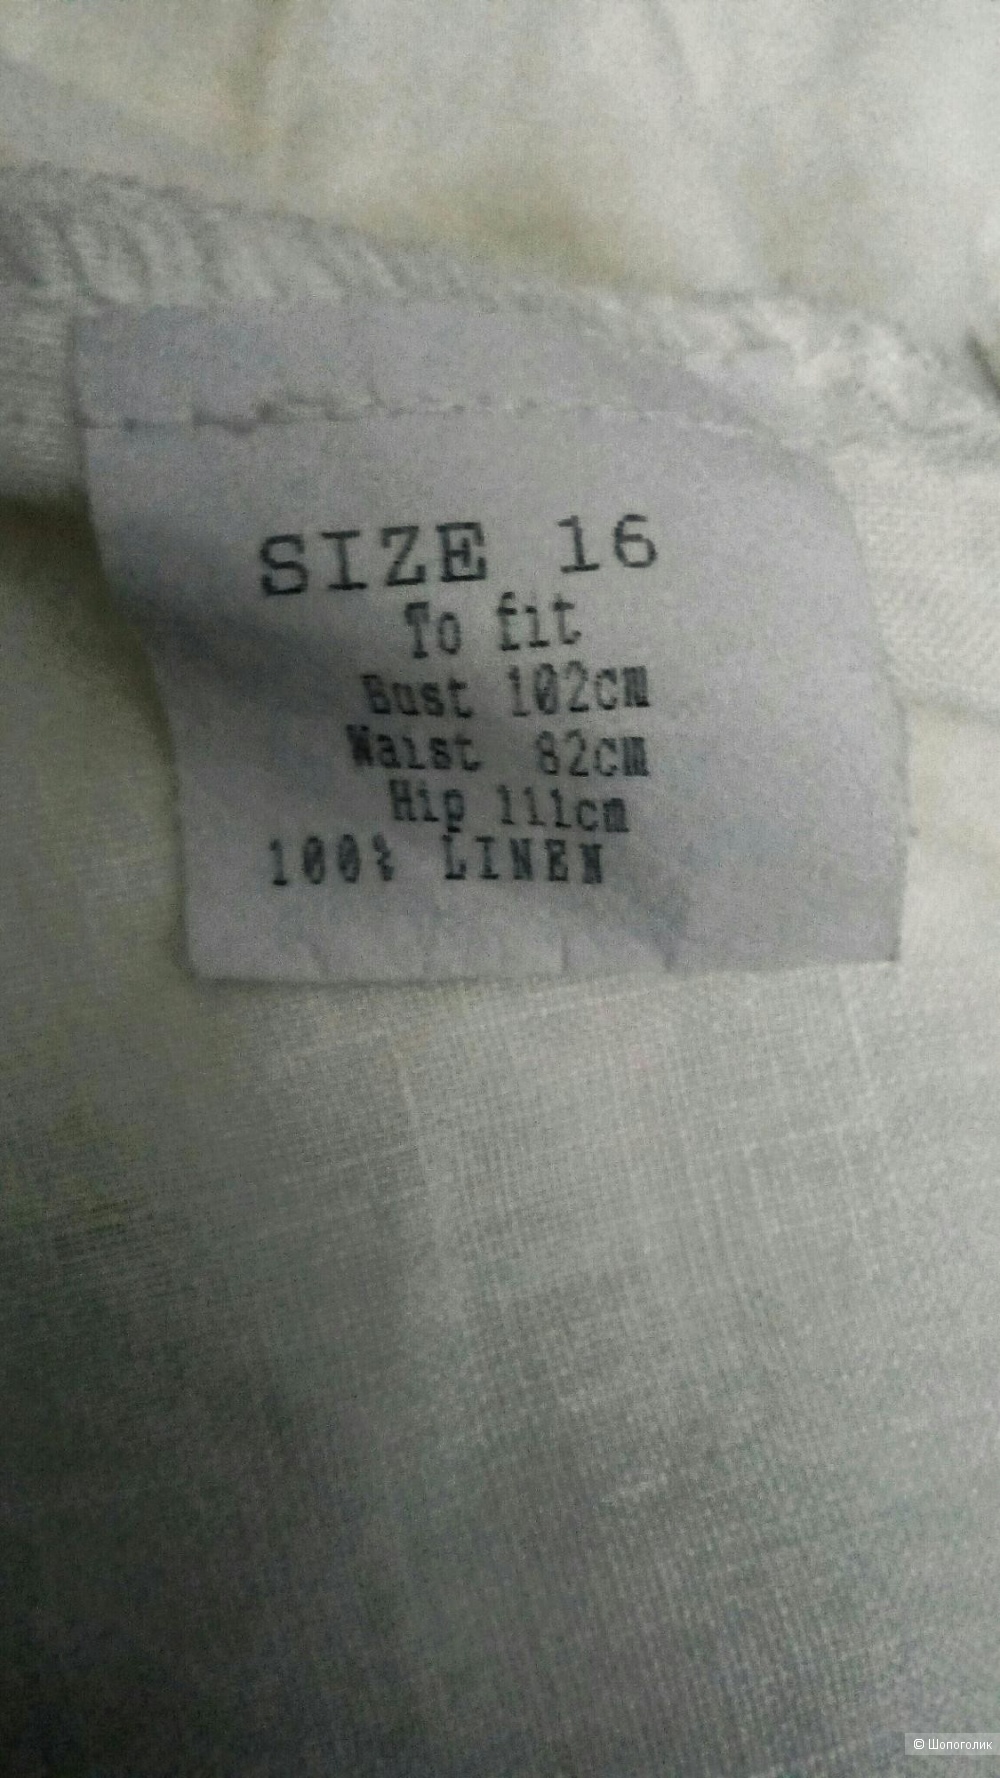 SIZE 16
To fit
Bust 102cm
Waist 82cm
Hip 111cm
100% LINEN
© Шопоголик